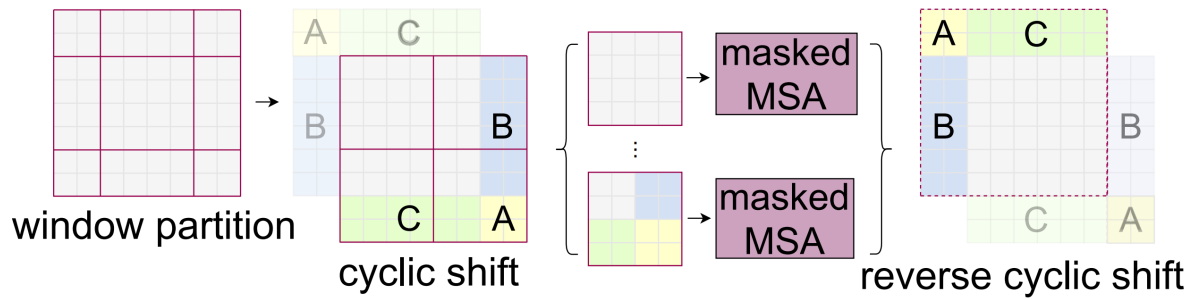 A
C
B
B
C
A
window partition
cyclic shift
masked
MSA
⋮
masked
MSA
A
C
B
B
C
A
reverse cyclic shift